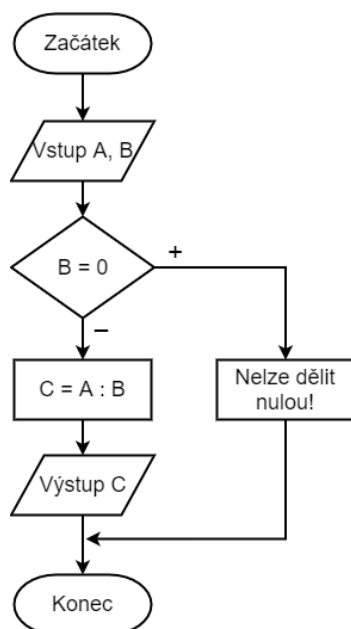 Začátek
Vstup A, B
B = 0
+
–
C = A : B
Nelze dělit
nulou!
Výstup C
Konec